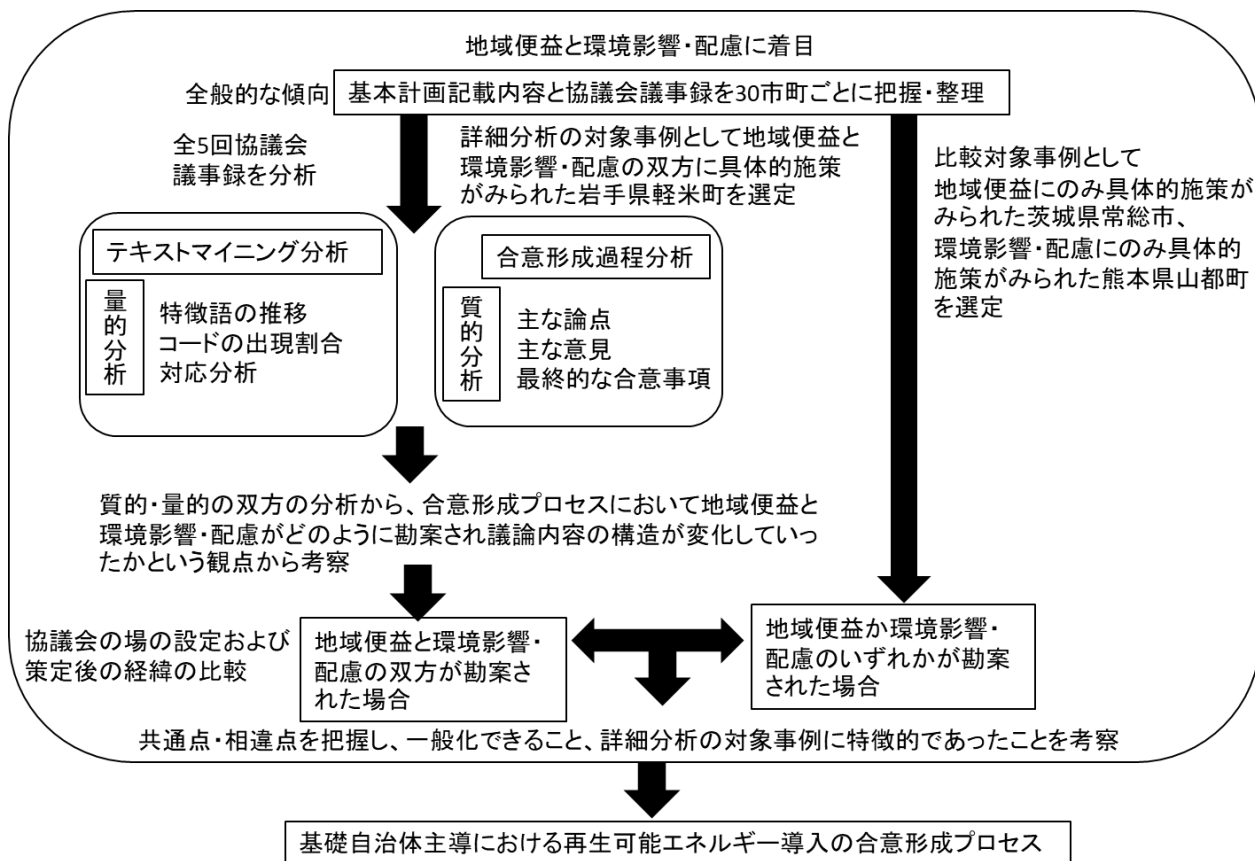 地域便益と環境影響・配慮に着目
全般的な傾向
基本計画記載内容と協議会議事録を30市町ごとに把握・整理
全5回協議会
議事録を分析
詳細分析の対象事例として地域便益と
環境影響・配慮の双方に具体的施策
がみられた岩手県軽米町を選定
比較対象事例として
地域便益にのみ具体的施策が
みられた茨城県常総市、
環境影響・配慮にのみ具体的
施策がみられた熊本県山都町
を選定
テキストマイニング分析
量的分析
特徴語の推移
コードの出現割合
対応分析
合意形成過程分析
質的分析
主な論点
主な意見
最終的な合意事項
質的・量的の双方の分析から、合意形成プロセスにおいて地域便益と
環境影響・配慮がどのように勘案され議論内容の構造が変化していっ
たかという観点から考察
協議会の場の設定および
策定後の経緯の比較
地域便益と環境影響・
配慮の双方が勘案さ
れた場合
地域便益か環境影響・
配慮のいずれかが勘案
された場合
共通点・相違点を把握し、一般化できること、詳細分析の対象事例に特徴的であったことを考察
基礎自治体主導における再生可能エネルギー導入の合意形成プロセス